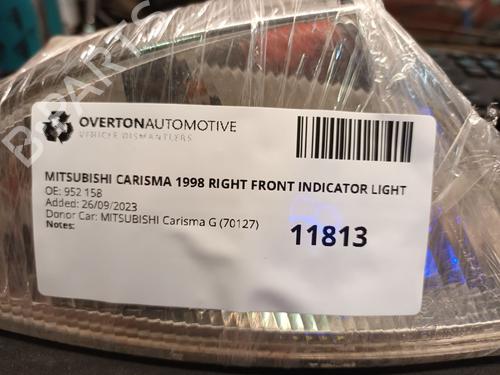 OVERTONAUTOMOTIVE
VEHICLE DISMANTLERS
MITSUBISHI CARISMA 1998 RIGHT FRONT INDICATOR LIGHT
OE: 952 158
Added: 26/09/2023
Donor Car: MITSUBISHI Carisma G (70127)
Notes:
11813
B-PARTS